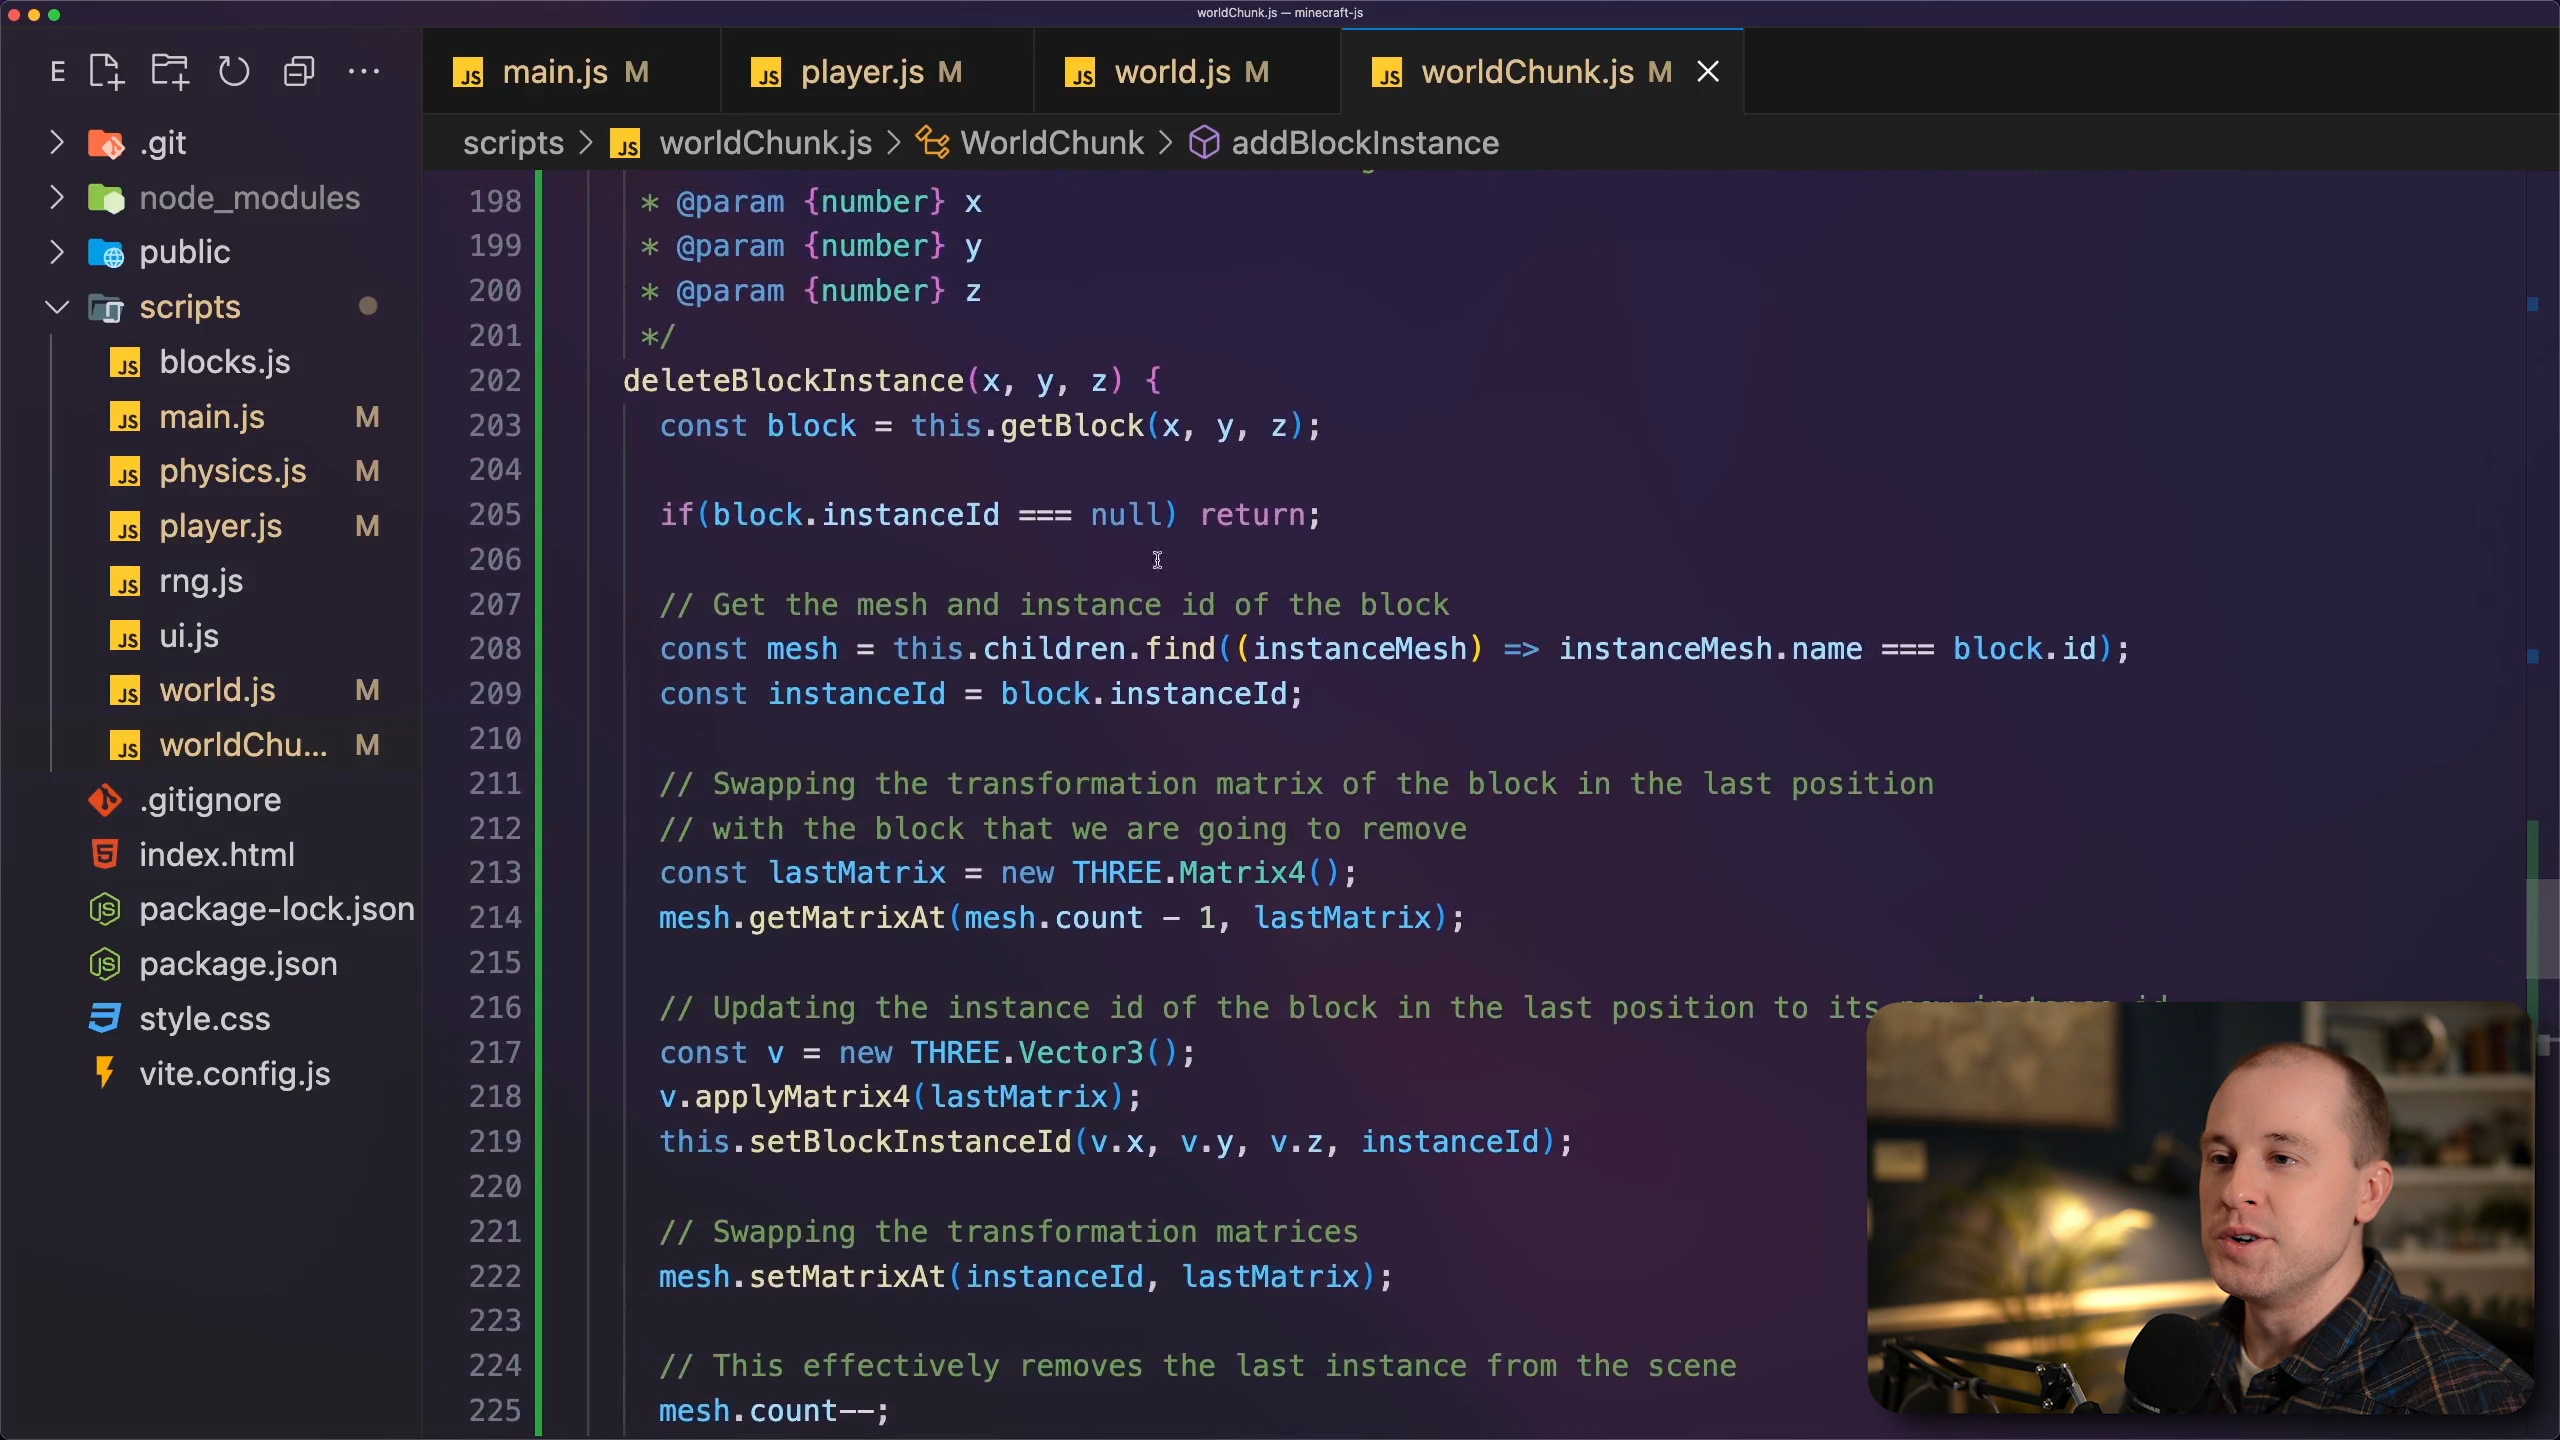 worldChunk.js — minecraft-js
E
main.js M
player.js M
world.js M
worldChunk.js M
scripts > worldChunk.js > WorldChunk > addBlockInstance
.git
node_modules
public
scripts
blocks.js
main.js M
physics.js M
player.js M
rng.js
ui.js
world.js M
worldChu... M
.gitignore
index.html
package-lock.json
package.json
style.css
vite.config.js
198 * @param {number} x
199 * @param {number} y
200 * @param {number} z
201 */
202 deleteBlockInstance(x, y, z) {
203 const block = this.getBlock(x, y, z);
204
205 if(block.instanceId === null) return;
206
207 // Get the mesh and instance id of the block
208 const mesh = this.children.find((instanceMesh) => instanceMesh.name === block.id);
209 const instanceId = block.instanceId;
210
211 // Swapping the transformation matrix of the block in the last position
212 // with the block that we are going to remove
213 const lastMatrix = new THREE.Matrix4();
214 mesh.getMatrixAt(mesh.count - 1, lastMatrix);
215
216 // Updating the instance id of the block in the last position to its
217 const v = new THREE.Vector3();
218 v.applyMatrix4(lastMatrix);
219 this.setBlockInstanceId(v.x, v.y, v.z, instanceId);
220
221 // Swapping the transformation matrices
222 mesh.setMatrixAt(instanceId, lastMatrix);
223
224 // This effectively removes the last instance from the scene
225 mesh.count--;